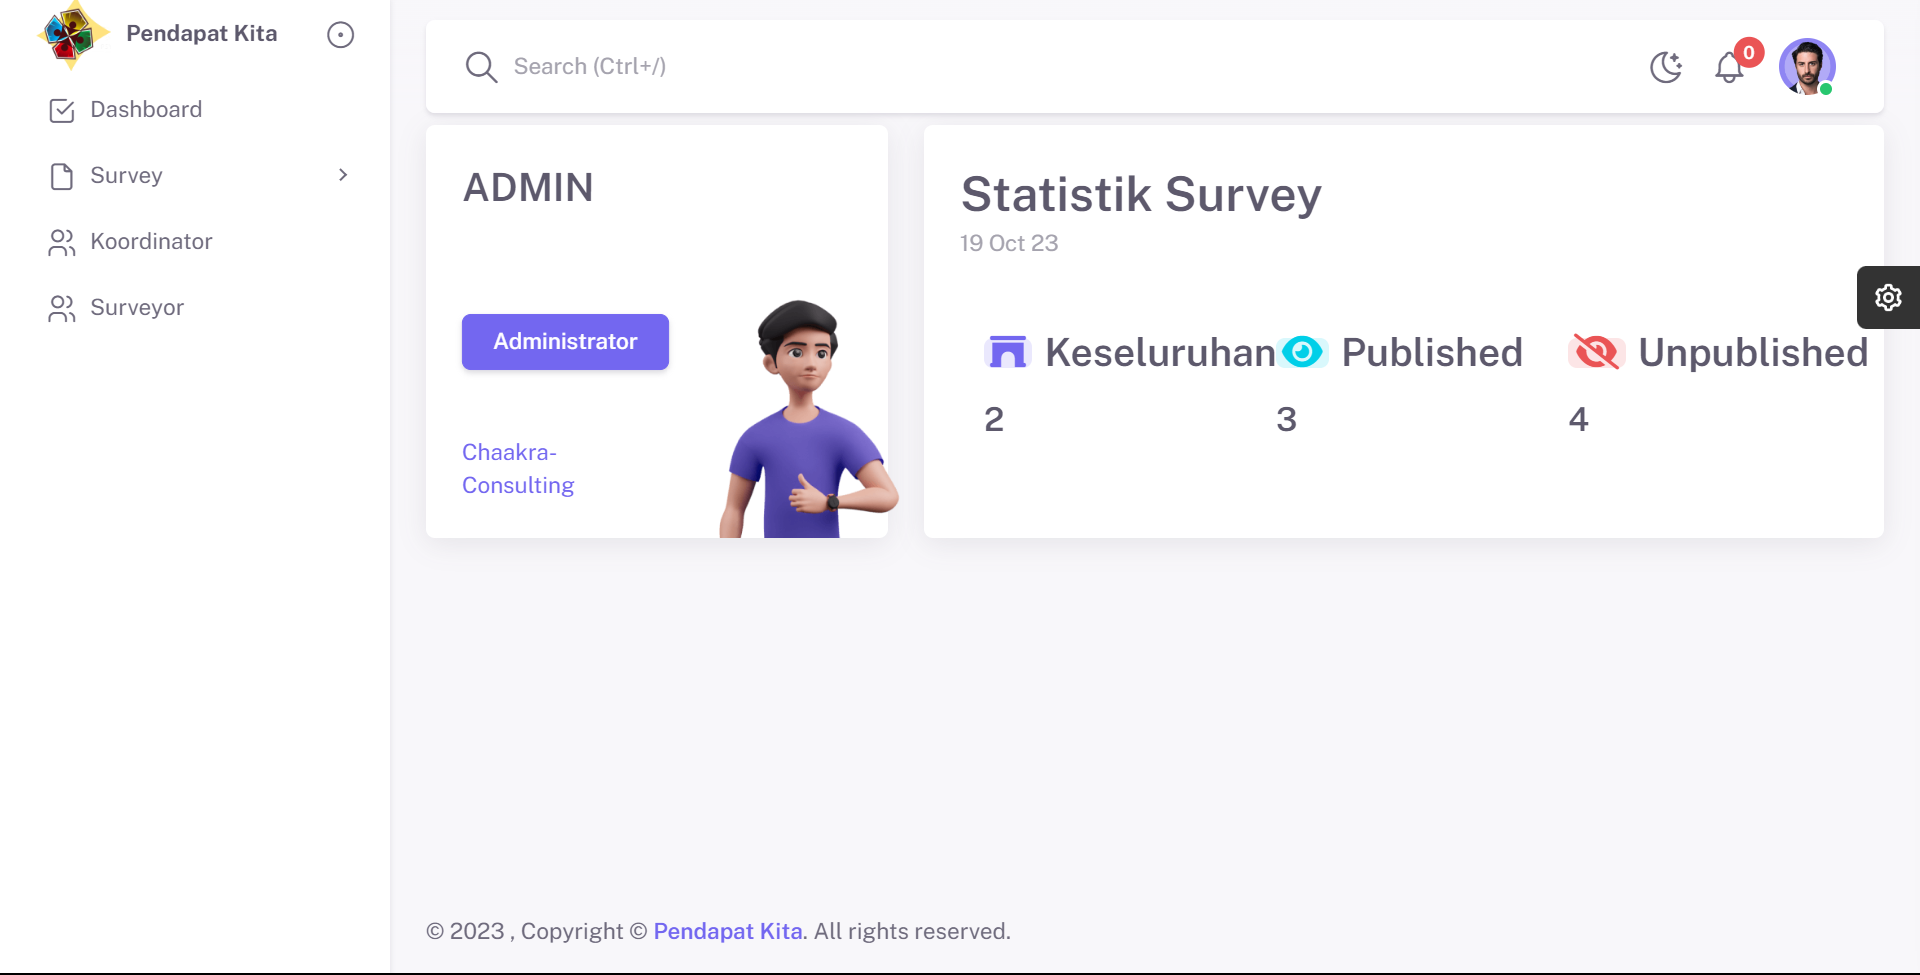 Pendapat Kita
Dashboard
Survey
Koordinator
Surveyor
Search (Ctrl+/)
0
ADMIN
Administrator
Chaakra-
Consulting
Statistik Survey
19 Oct 23
Keseluruhan
2
Published
3
Unpublished
4
© 2023 , Copyright © Pendapat Kita. All rights reserved.